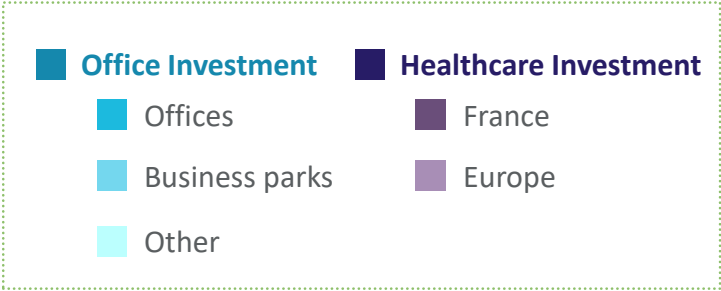 Office Investment
Offices
Business parks
Other
Healthcare Investment
France
Europe